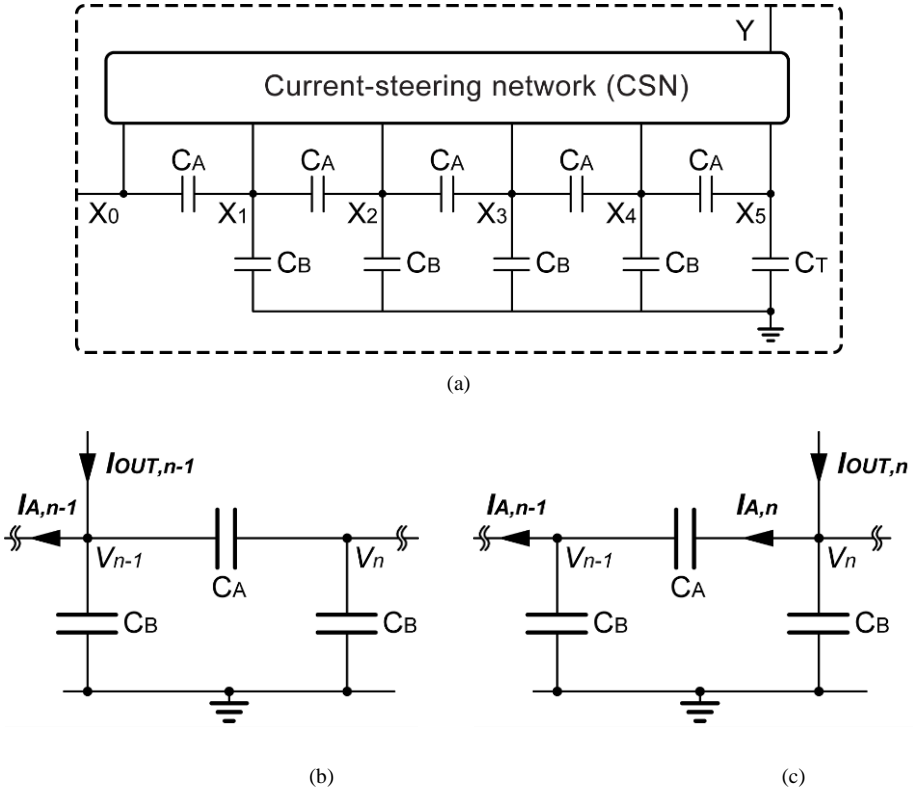 Y
Current-steering network (CSN)
CA CA CA CA CA
X0 X1 X2 X3 X4 X5
CB CB CB CB CT
(a)
IOUT,n-1 IOUT,n
IA,n-1 IA,n-1 IA,n
Vn-1 Vn Vn-1 Vn
CA CA
CB CB CB CB
(b) (c)